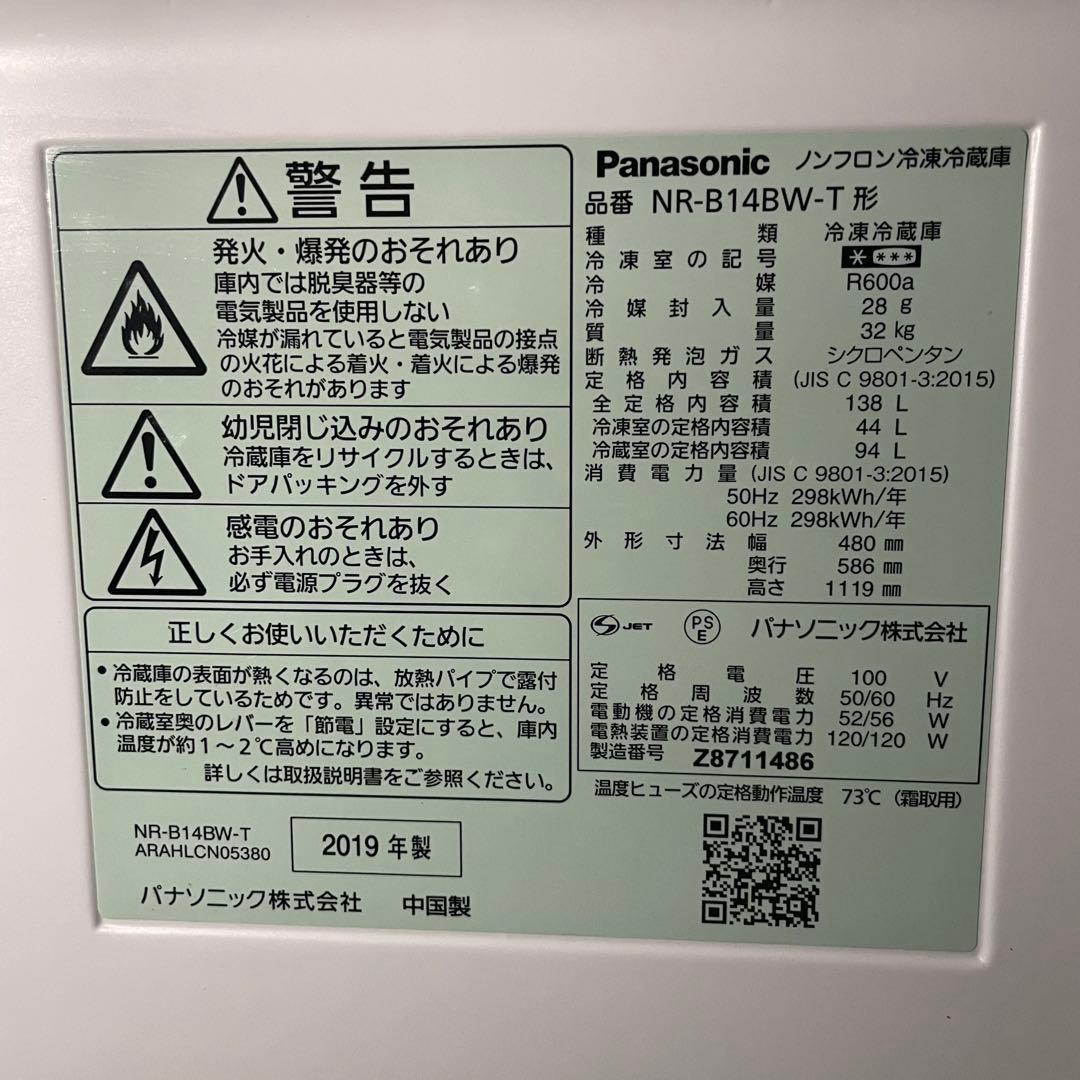 警告
発火・爆発のおそれあり
庫内では脱臭器等の
電気製品を使用しない
冷媒が漏れていると電気製品の接点
の火花による着火・着火による爆発
のおそれがあります
幼児閉じ込みのおそれあり
冷蔵庫をリサイクルするときは、
ドアパッキングを外す
感電のおそれあり
お手入れのときは、
必ず電源プラグを抜く
正しくお使いいただくために
・冷蔵庫の表面が熱くなるのは、放熱パイプで露付
防止をしているためです。異常ではありません。
・冷蔵室奥のレバーを「節電」設定にすると、庫内
温度が約1～2℃高めになります。
詳しくは取扱説明書をご参照ください。
NR-B14BW-T
ARAHLCN05380
2019 年製
パナソニック株式会社 中国製
Panasonic ノンフロン冷凍冷蔵庫
品番 NR-B14BW-T 形
種類 冷凍冷蔵庫
冷凍室の記号 * ***
冷媒 R600a
冷媒封入量 28 g
質量 32 kg
断熱発泡ガス シクロペンタン
定格内容積 (JIS C 9801-3:2015)
全定格内容積 138 L
冷凍室の定格内容積 44 L
冷蔵室の定格内容積 94 L
消費電力量 (JIS C 9801-3:2015)
50Hz 298kWh/年
60Hz 298kWh/年
外形寸法 幅 480 mm
奥行 586 mm
高さ 1119 mm
S JET PS E パナソニック株式会社
定格電圧 100 V
定格周波数 50/60 Hz
電動機の定格消費電力 52/56 W
電熱装置の定格消費電力 120/120 W
製造番号 Z8711486
温度ヒューズの定格動作温度 73℃ (霜取用)